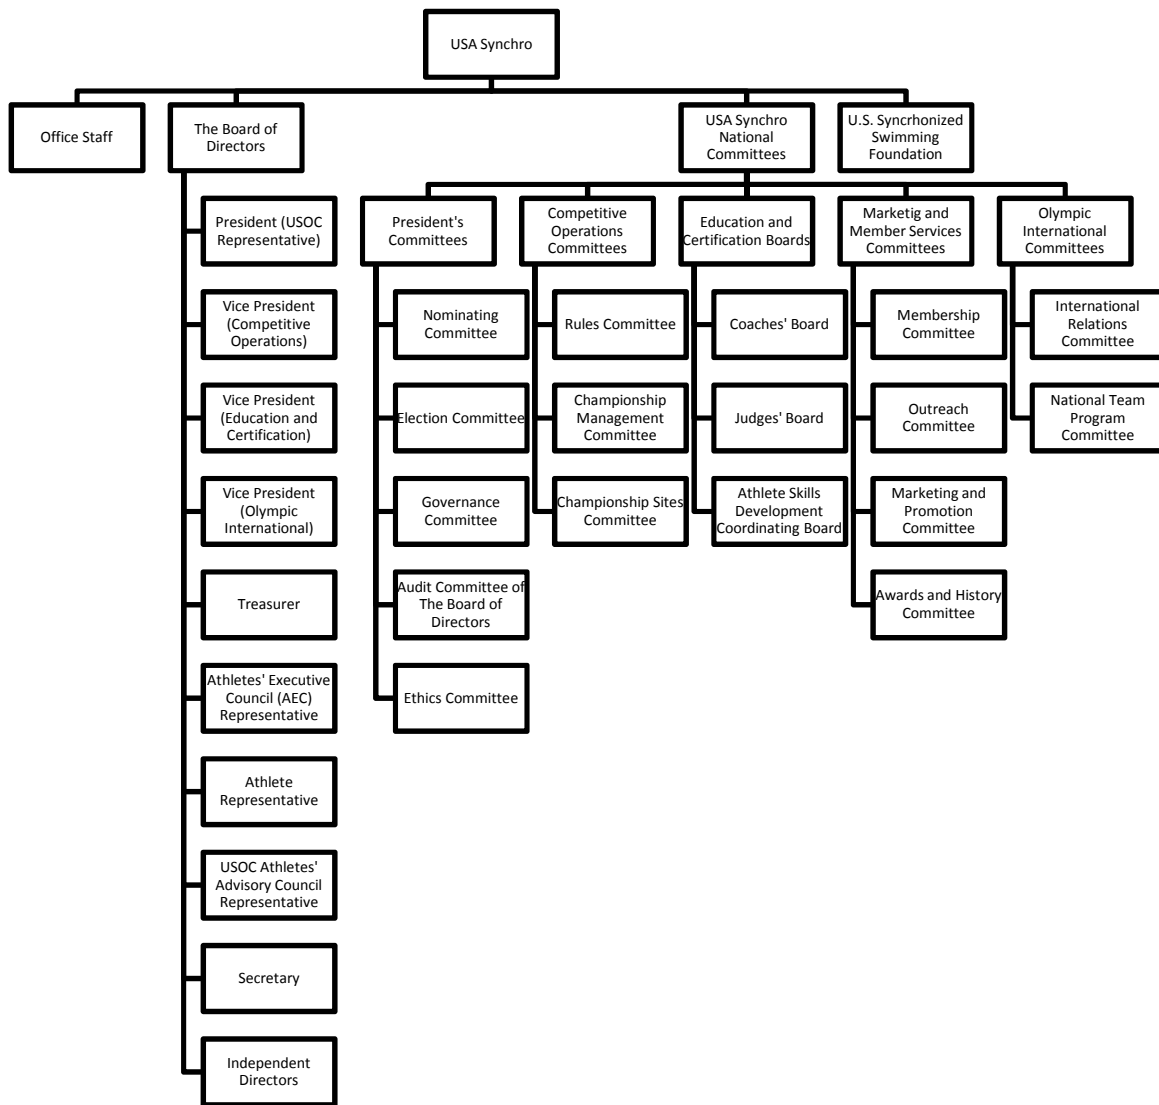 USA Synchro
Office Staff
The Board of
Directors
USA Synchro
National
Committees
U.S. Syncrhonized
Swimming
Foundation
President (USOC
Representative)
Vice President
(Competitive
Operations)
Vice President
(Education and
Certification)
Vice President
(Olympic
International)
Treasurer
Athletes' Executive
Council (AEC)
Representative
Athlete
Representative
USOC Athletes'
Advisory Council
Representative
Secretary
Independent
Directors
President's
Committees
Nominating
Committee
Election Committee
Governance
Committee
Audit Committee of
The Board of
Directors
Ethics Committee
Competitive
Operations
Committees
Rules Committee
Championship
Management
Committee
Championship Sites
Committee
Education and
Certification Boards
Coaches' Board
Judges' Board
Athlete Skills
Development
Coordinating Board
Marketig and
Member Services
Committees
Membership
Committee
Outreach
Committee
Marketing and
Promotion
Committee
Awards and History
Committee
Olympic
International
Committees
International
Relations
Committee
National Team
Program
Committee